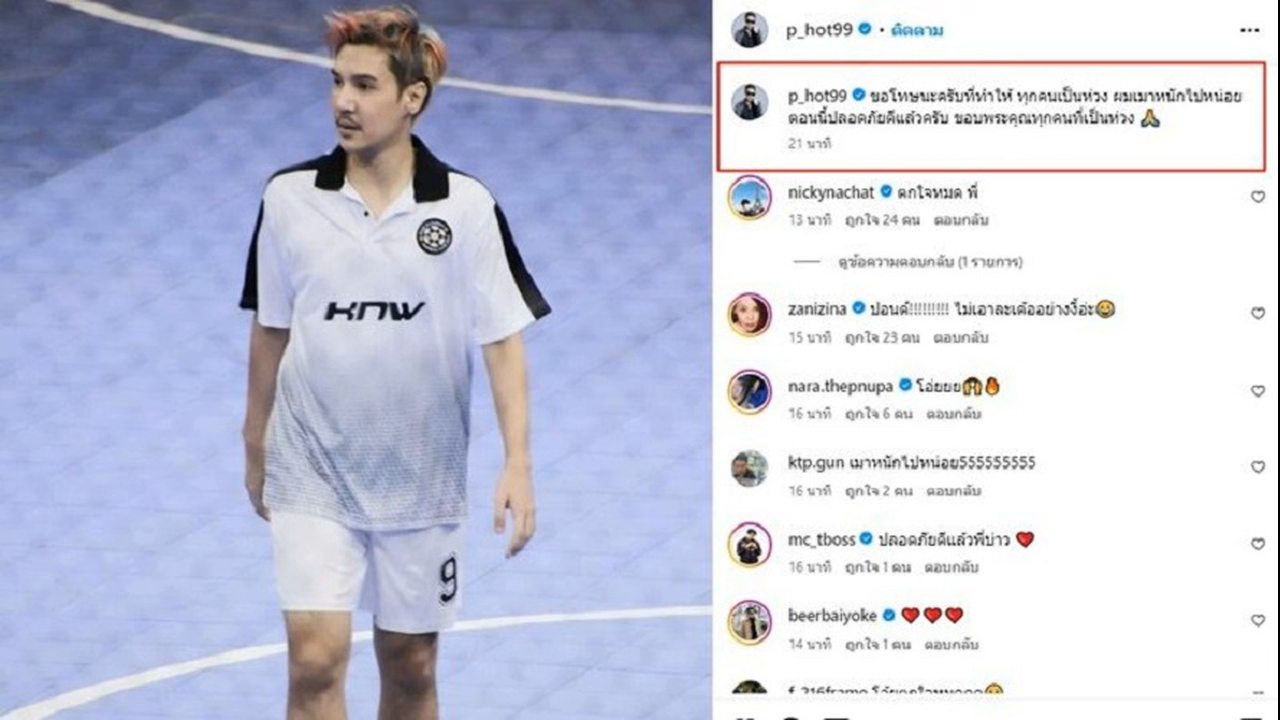 KNW
9
p_hot99 • ติดตาม
p_hot99 ขอโทษนะครับที่ทำให้ ทุกคนเป็นห่วง ผมเมาหนักไปหน่อย
ตอนนี้ปลอดภัยดีแล้วครับ ขอบพระคุณทุกคนที่เป็นห่วง 🙏
21 นาที
nickynachat ตกใจหมด พี่
13 นาที ถูกใจ 24 คน ตอบกลับ
ดูข้อความตอบกลับ (1 รายการ)
zanizina ปอนด์!!!!!!!!! ไม่เอาละเด้ออย่างงี้อ่ะ😂
15 นาที ถูกใจ 23 คน ตอบกลับ
nara.thepnupa โอ่ยยย🙌🔥
16 นาที ถูกใจ 6 คน ตอบกลับ
ktp.gun เมาหนักไปหน่อย555555555
16 นาที ถูกใจ 2 คน ตอบกลับ
mc_tboss ปลอดภัยดีแล้วพี่บ่าว ❤️
16 นาที ถูกใจ 1 คน ตอบกลับ
beerbaiyoke ❤️❤️❤️
14 นาที ถูกใจ 1 คน ตอบกลับ